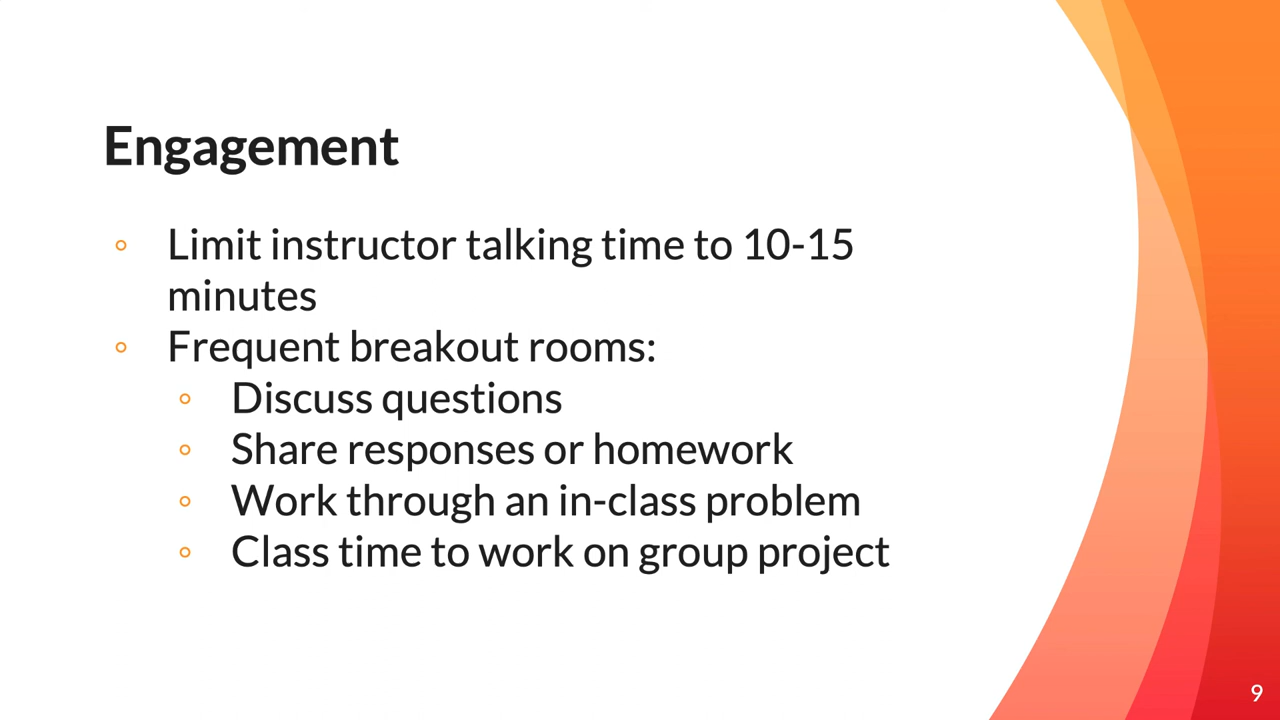 Engagement
Limit instructor talking time to 10-15
minutes
Frequent breakout rooms:
Discuss questions
Share responses or homework
Work through an in-class problem
Class time to work on group project
9